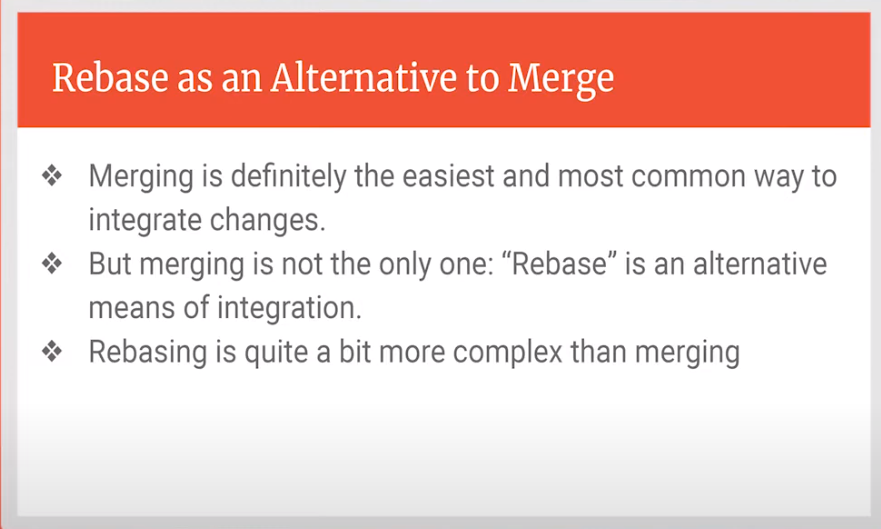 Rebase as an Alternative to Merge
❖ Merging is definitely the easiest and most common way to
integrate changes.
❖ But merging is not the only one: “Rebase” is an alternative
means of integration.
❖ Rebasing is quite a bit more complex than merging